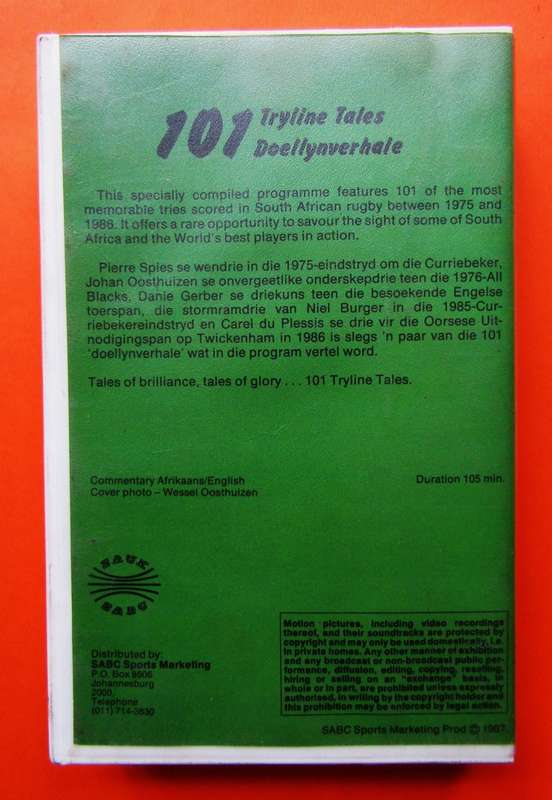 101 Tryline Tales
Doellynverhale
This specially compiled programme features 101 of the most
memorable tries scored in South African rugby between 1975 and
1986. It offers a rare opportunity to savour the sight of some of South
Africa and the World's best players in action.
Pierre Spies se wendrie in die 1975-eindstryd om die Curriebeker,
Johan Oosthuizen se onvergeetlike onderskepdrie teen die 1976-All
Blacks, Danie Gerber se driekuns teen die besoekende Engelse
toerspan, die stormramdrie van Niel Burger in die 1985-Cur-
riebekereindstryd en Carel du Plessis se drie vir die Oorsese Uit-
nodigingspan op Twickenham in 1986 is slegs 'n paar van die 101
'doellynverhale' wat in die program vertel word.
Tales of brilliance, tales of glory . . . 101 Tryline Tales.
Commentary Afrikaans/English
Cover photo – Wessel Oosthuizen
Duration 105 min.
SAUK
SABC
Distributed by:
SABC Sports Marketing
P.O. Box 8606
Johannesburg
2000,
Telephone
(011) 714-3630
Motion pictures, including video recordings
thereof, and their soundtracks are protected by
copyright and may only be used domestically, i.e.
in private homes. Any other manner of exhibition
and any broadcast or non-broadcast public per-
formance, diffusion, editing, copying, reselling,
hiring or selling on an "exchange" basis, in
whole or in part, are prohibited unless expressly
authorised, in writing by the copyright holder and
this prohibition may be enforced by legal action.
SABC Sports Marketing Prod © 1987.